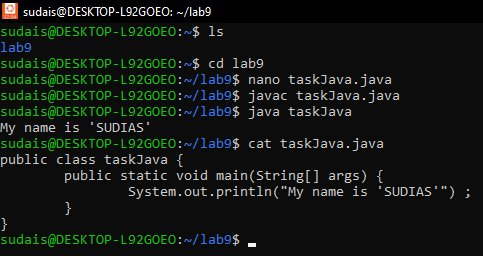 sudais@DESKTOP-L92GOEO: ~/lab9
sudais@DESKTOP-L92GOEO:~$ ls
lab9
sudais@DESKTOP-L92GOEO:~$ cd lab9
sudais@DESKTOP-L92GOEO:~/lab9$ nano taskJava.java
sudais@DESKTOP-L92GOEO:~/lab9$ javac taskJava.java
sudais@DESKTOP-L92GOEO:~/lab9$ java taskJava
My name is 'SUDIAS'
sudais@DESKTOP-L92GOEO:~/lab9$ cat taskJava.java
public class taskJava {
        public static void main(String[] args) {
                System.out.println("My name is 'SUDIAS'") ;
        }
}
sudais@DESKTOP-L92GOEO:~/lab9$